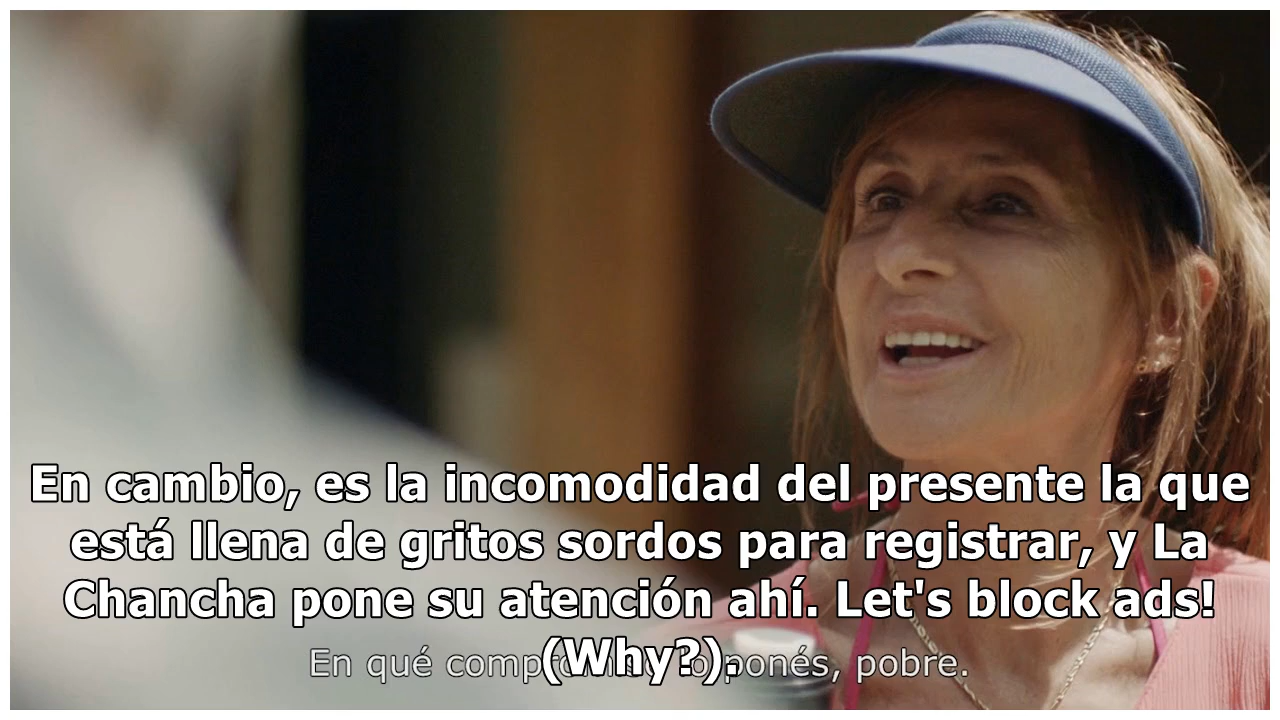 En cambio, es la incomodidad del presente la que
está llena de gritos sordos para registrar, y La
Chancha pone su atención ahí. Let's block ads!
(Why?).
En qué ponés, pobre.